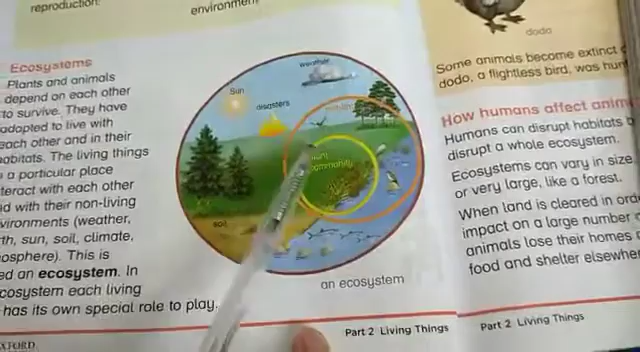 reproduction.
environment
Ecosystems
Plants and animals
depend on each other
to survive. They have
adapted to live with
each other and in their
habitats. The living things
a particular place
teract with each other
d with their non-living
vironments (weather,
th, sun, soil, climate,
osphere). This is
ed an ecosystem. In
cosystem each living
has its own special role to play.
OXFORD
weather
Sun
disasters
plant
community
soil
an ecosystem
Part 2 Living Things
dodo
Some animals become extinct
dodo, a flightless bird, was hun
How humans affect anim
Humans can disrupt habitats
disrupt a whole ecosystem.
Ecosystems can vary in size
or very large, like a forest.
When land is cleared in ord
impact on a large number
animals lose their homes
food and shelter elsewhe
Part 2 Living Things